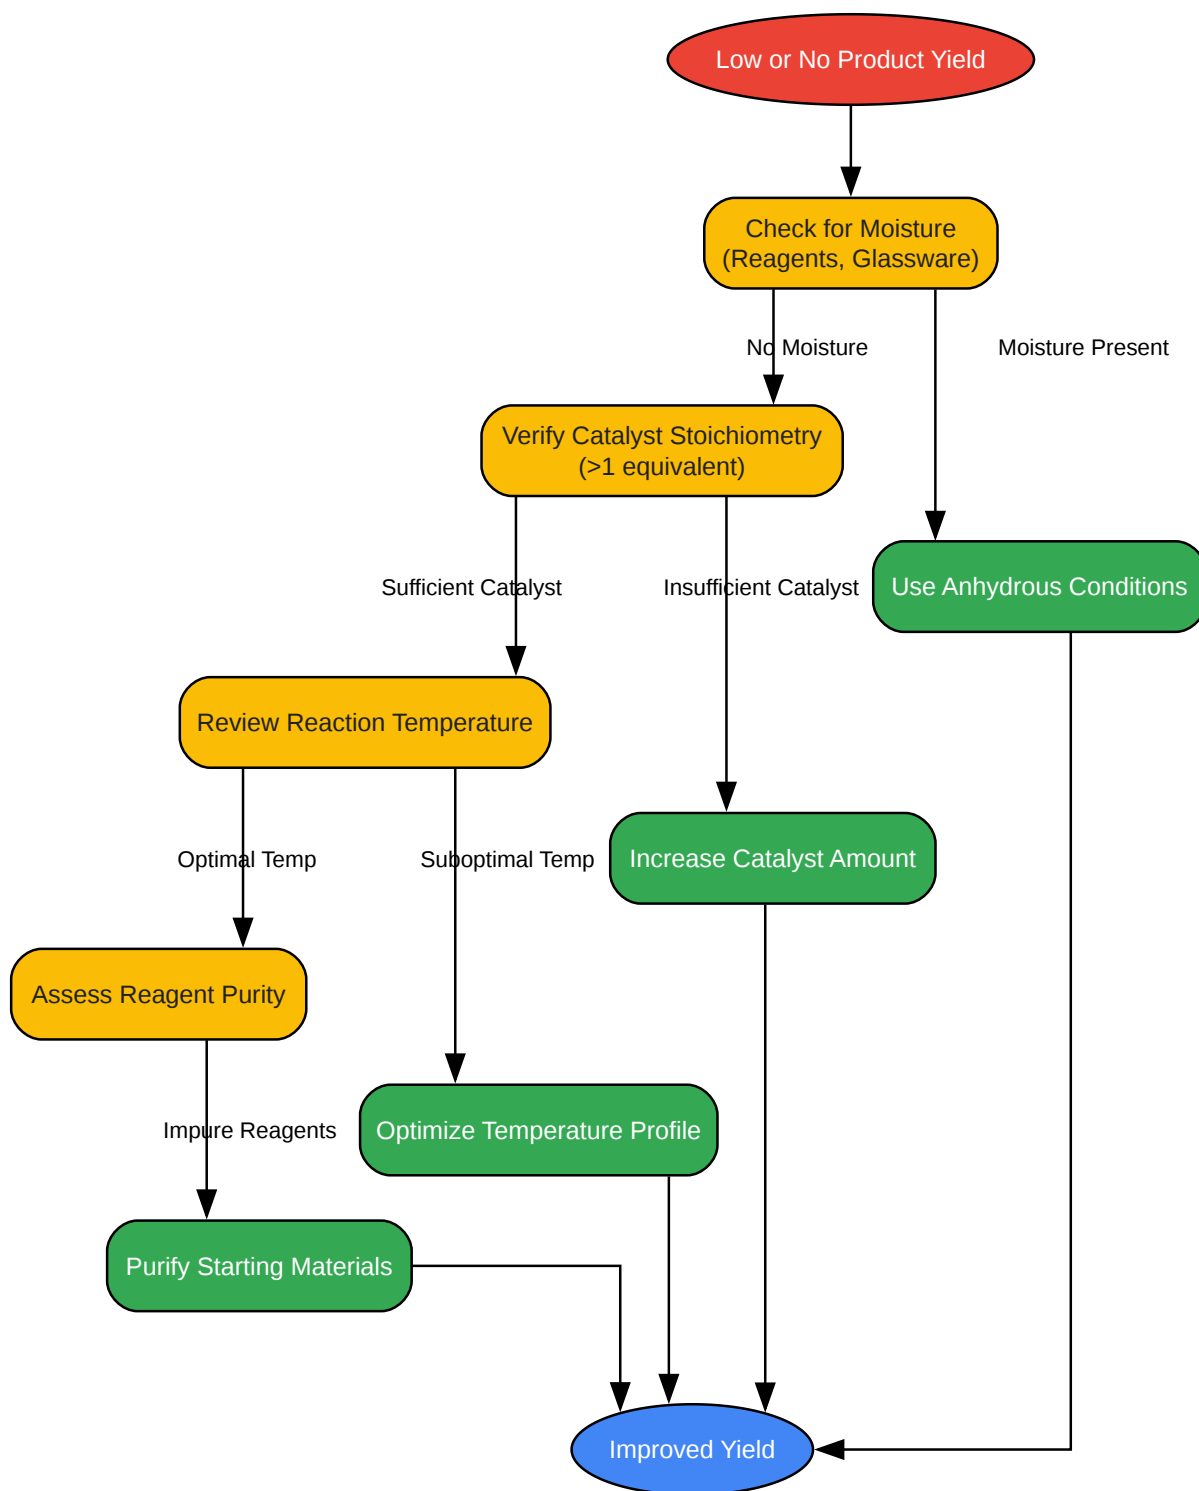 Low or No Product Yield
Check for Moisture
(Reagents, Glassware)
No Moisture
Moisture Present
Verify Catalyst Stoichiometry
(>1 equivalent)
Sufficient Catalyst
Insufficient Catalyst
Use Anhydrous Conditions
Review Reaction Temperature
Optimal Temp
Suboptimal Temp
Increase Catalyst Amount
Assess Reagent Purity
Impure Reagents
Optimize Temperature Profile
Purify Starting Materials
Improved Yield